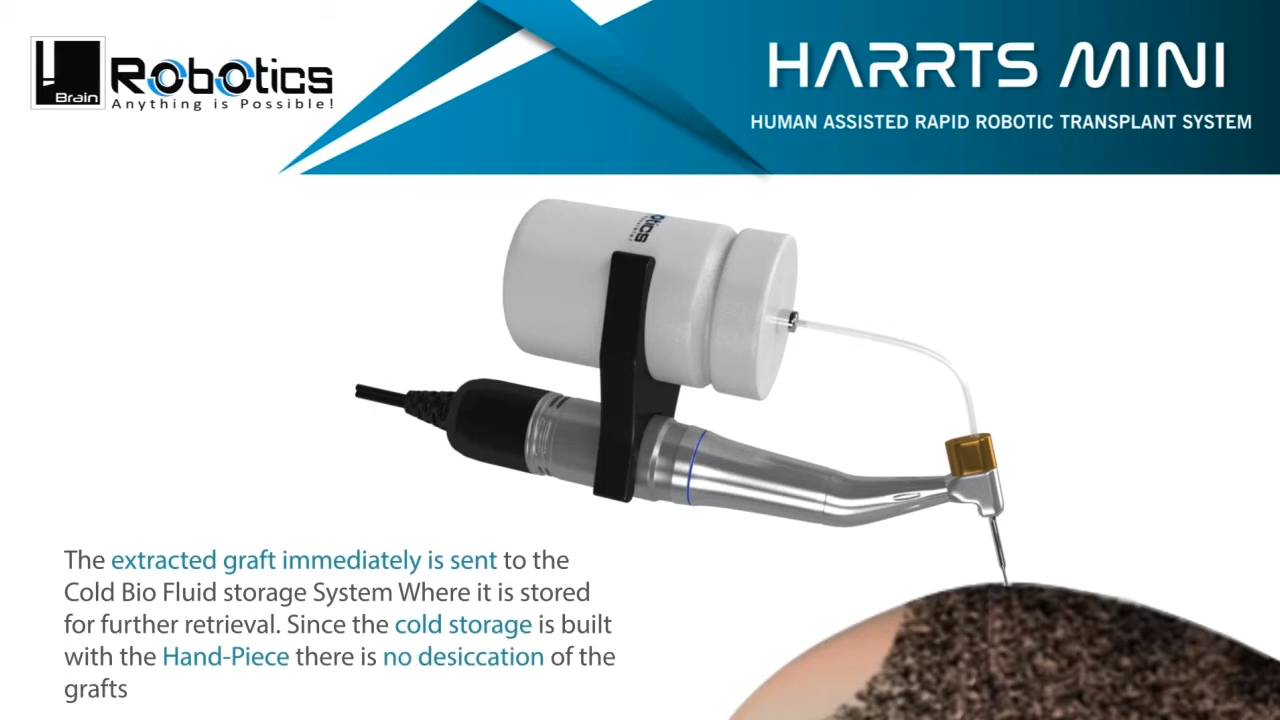 Brain
Robotics
Anything is Possible!
HARRTS MINI
HUMAN ASSISTED RAPID ROBOTIC TRANSPLANT SYSTEM
otics
The extracted graft immediately is sent to the
Cold Bio Fluid storage System Where it is stored
for further retrieval. Since the cold storage is built
with the Hand-Piece there is no desiccation of the
grafts